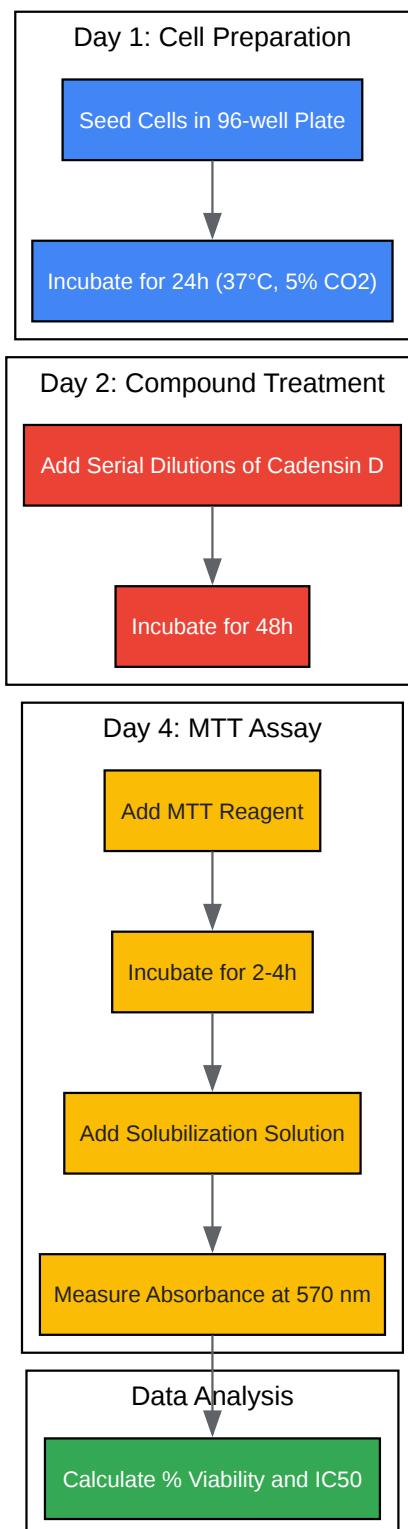 Day 1: Cell Preparation
Seed Cells in 96-well Plate
Incubate for 24h (37°C, 5% CO2)
Day 2: Compound Treatment
Add Serial Dilutions of Cadensin D
Incubate for 48h
Day 4: MTT Assay
Add MTT Reagent
Incubate for 2-4h
Add Solubilization Solution
Measure Absorbance at 570 nm
Data Analysis
Calculate % Viability and IC50